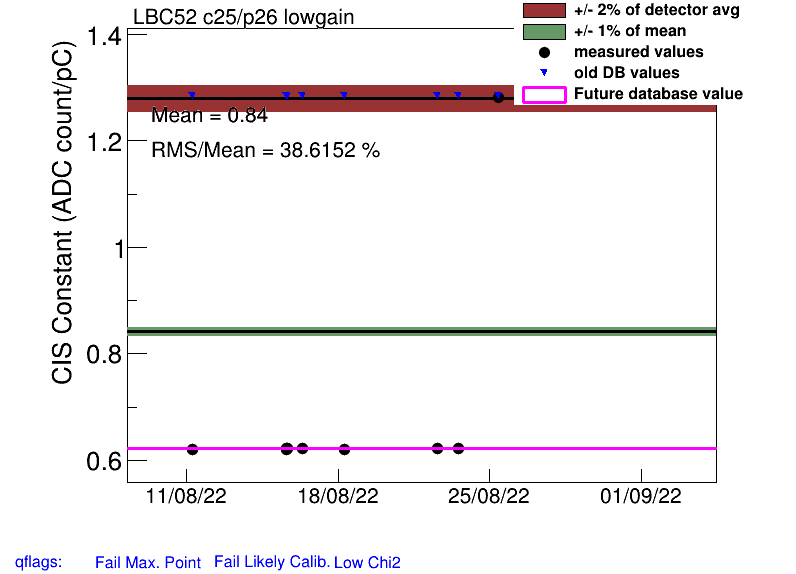 LBC52 c25/p26 lowgain
+/- 2% of detector avg
+/- 1% of mean
measured values
old DB values
Future database value
Mean = 0.84
RMS/Mean = 38.6152 %
CIS Constant (ADC count/pC)
1.4
1.2
1
0.8
0.6
11/08/22 18/08/22 25/08/22 01/09/22
qflags: Fail Max. Point Fail Likely Calib. Low Chi2